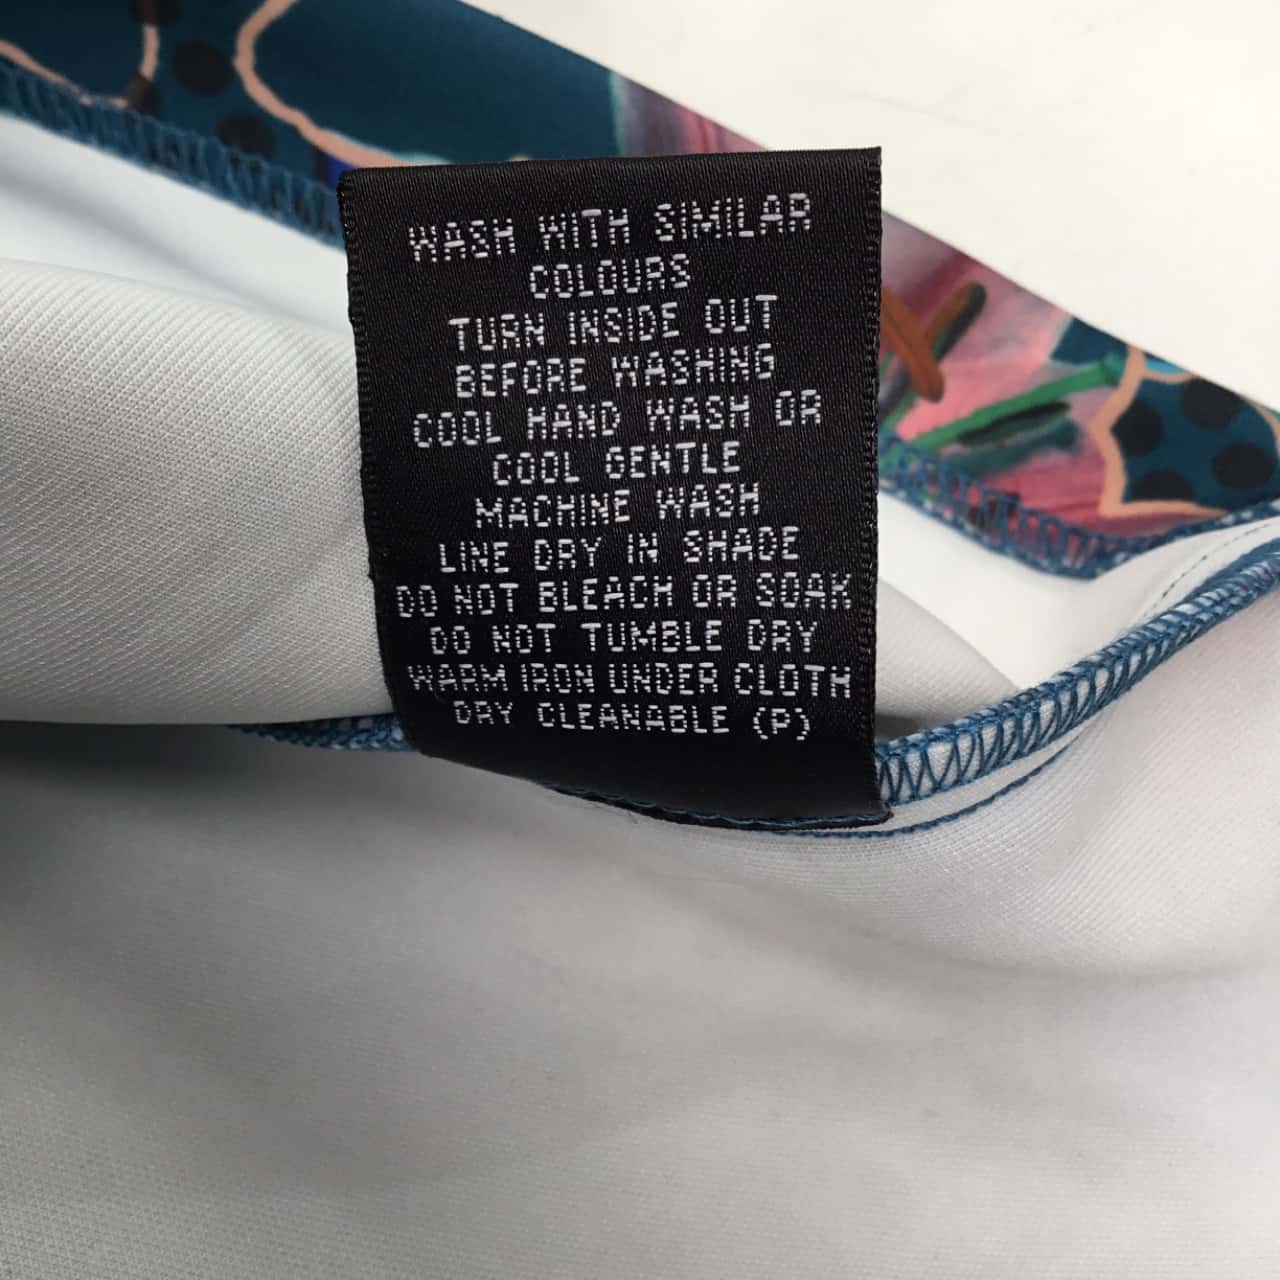 WASH WITH SIMILAR
COLOURS
TURN INSIDE OUT
BEFORE WASHING
COOL HAND WASH OR
COOL GENTLE
MACHINE WASH
LINE DRY IN SHADE
DO NOT BLEACH OR SOAK
DO NOT TUMBLE DRY
WARM IRON UNDER CLOTH
DRY CLEANABLE (P)